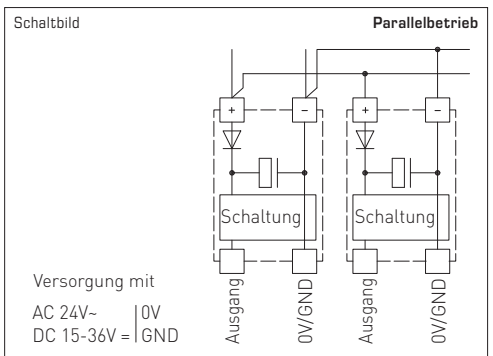 Schaltbild Parallelbetrieb
+ − + −
Schaltung Schaltung
Versorgung mit
AC 24V~ | 0V
DC 15-36V = | GND
Ausgang 0V/GND Ausgang 0V/GND